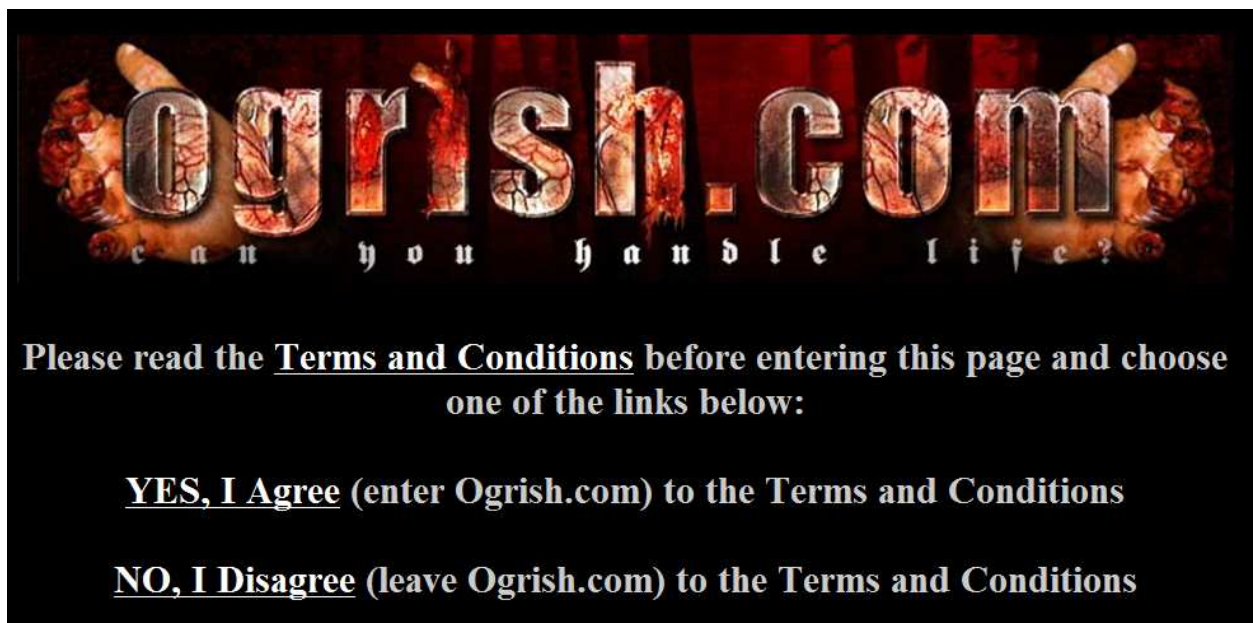 ogrish.com
can you handle life?
Please read the Terms and Conditions before entering this page and choose
one of the links below:
YES, I Agree (enter Ogrish.com) to the Terms and Conditions
NO, I Disagree (leave Ogrish.com) to the Terms and Conditions